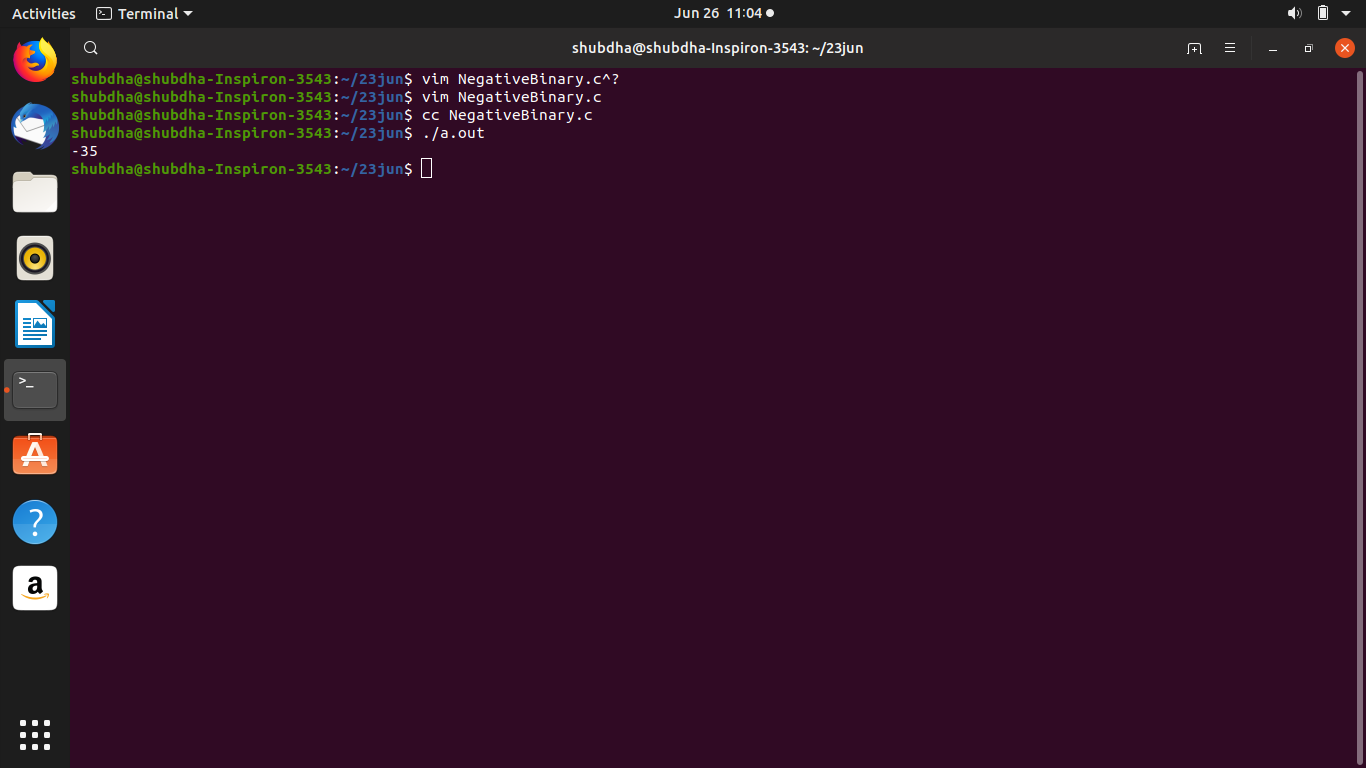 Activities Terminal Jun 26 11:04
shubdha@shubdha-Inspiron-3543: ~/23jun
shubdha@shubdha-Inspiron-3543:~/23jun$ vim NegativeBinary.c^?
shubdha@shubdha-Inspiron-3543:~/23jun$ vim NegativeBinary.c
shubdha@shubdha-Inspiron-3543:~/23jun$ cc NegativeBinary.c
shubdha@shubdha-Inspiron-3543:~/23jun$ ./a.out
-35
shubdha@shubdha-Inspiron-3543:~/23jun$